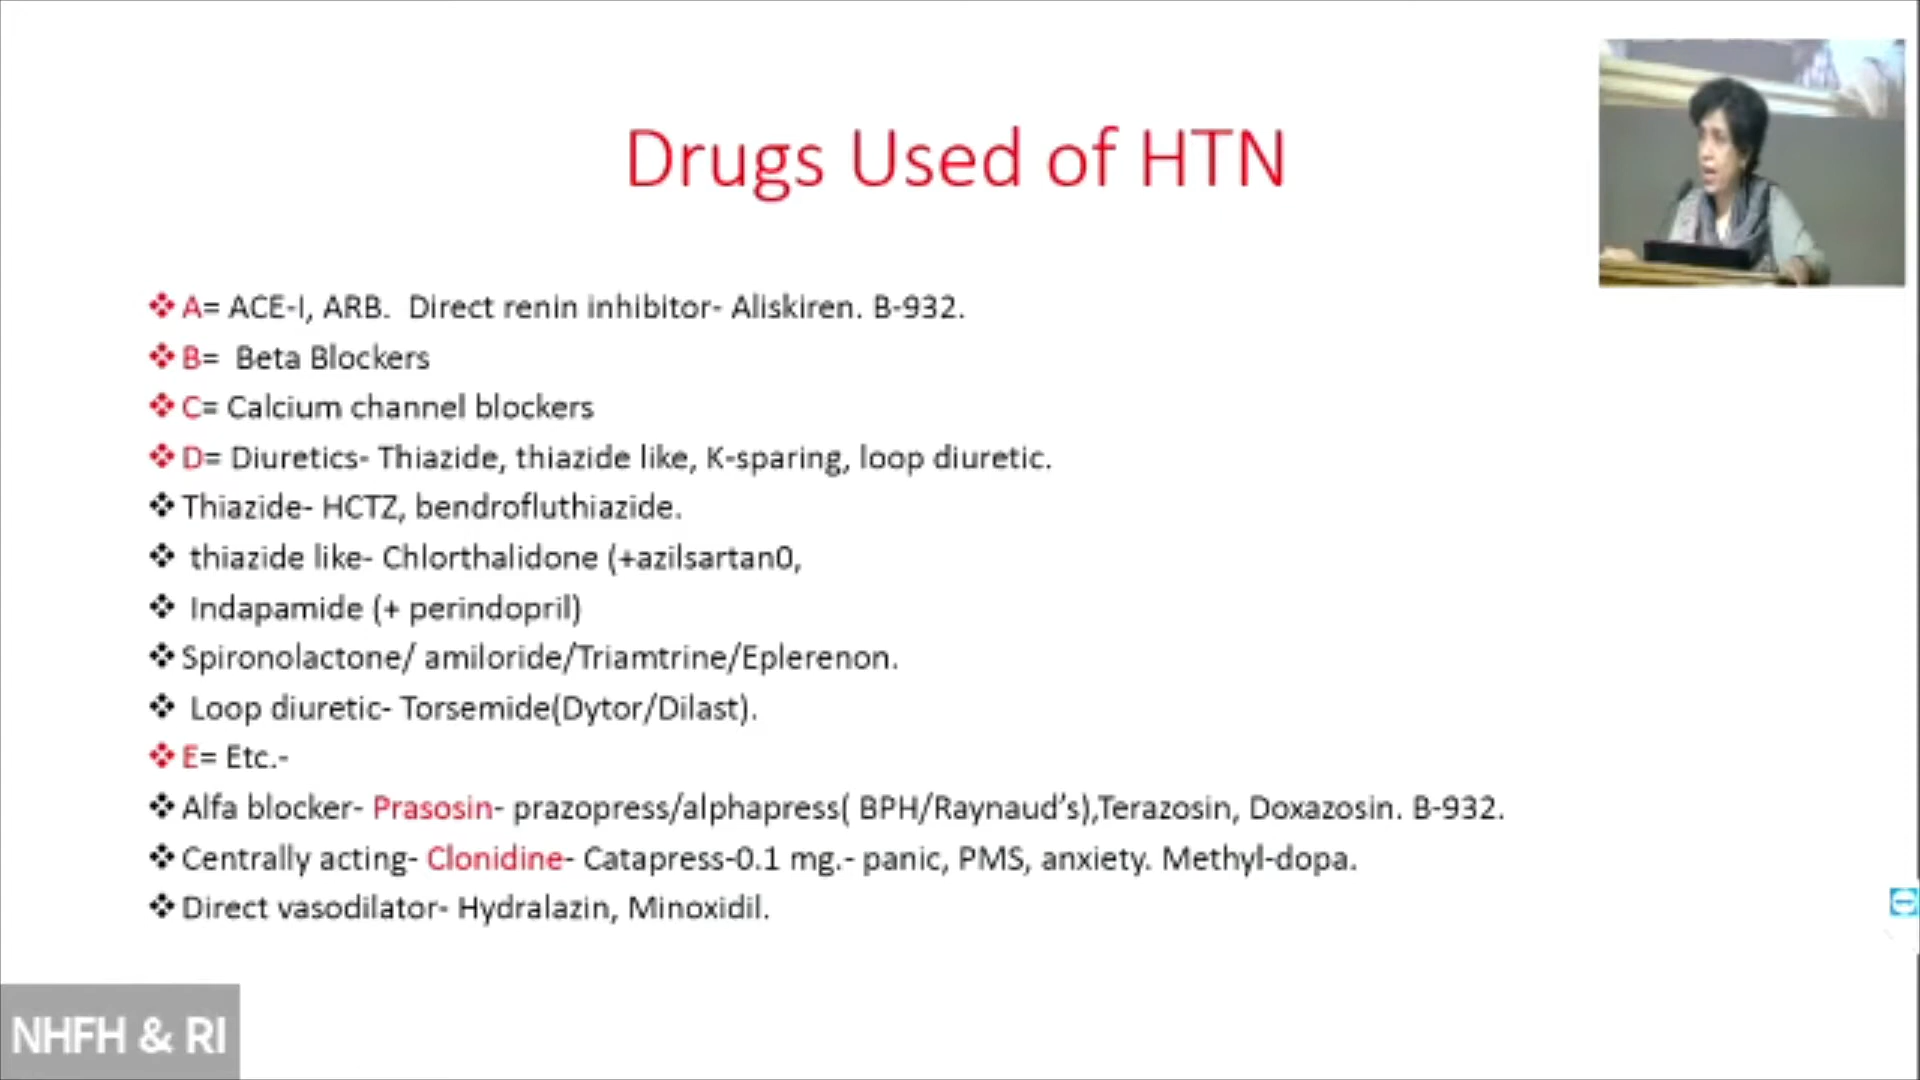 Drugs Used of HTN
A= ACE-I, ARB. Direct renin inhibitor- Aliskiren. B-932.
B= Beta Blockers
C= Calcium channel blockers
D= Diuretics- Thiazide, thiazide like, K-sparing, loop diuretic.
Thiazide- HCTZ, bendrofluthiazide.
thiazide like- Chlorthalidone (+azilsartan0,
Indapamide (+ perindopril)
Spironolactone/ amiloride/Triamtrine/Eplerenon.
Loop diuretic- Torsemide(Dytor/Dilast).
E= Etc.-
Alfa blocker- Prasosin- prazopress/alphapress( BPH/Raynaud's),Terazosin, Doxazosin. B-932.
Centrally acting- Clonidine- Catapress-0.1 mg.- panic, PMS, anxiety. Methyl-dopa.
Direct vasodilator- Hydralazin, Minoxidil.
NHFH & RI